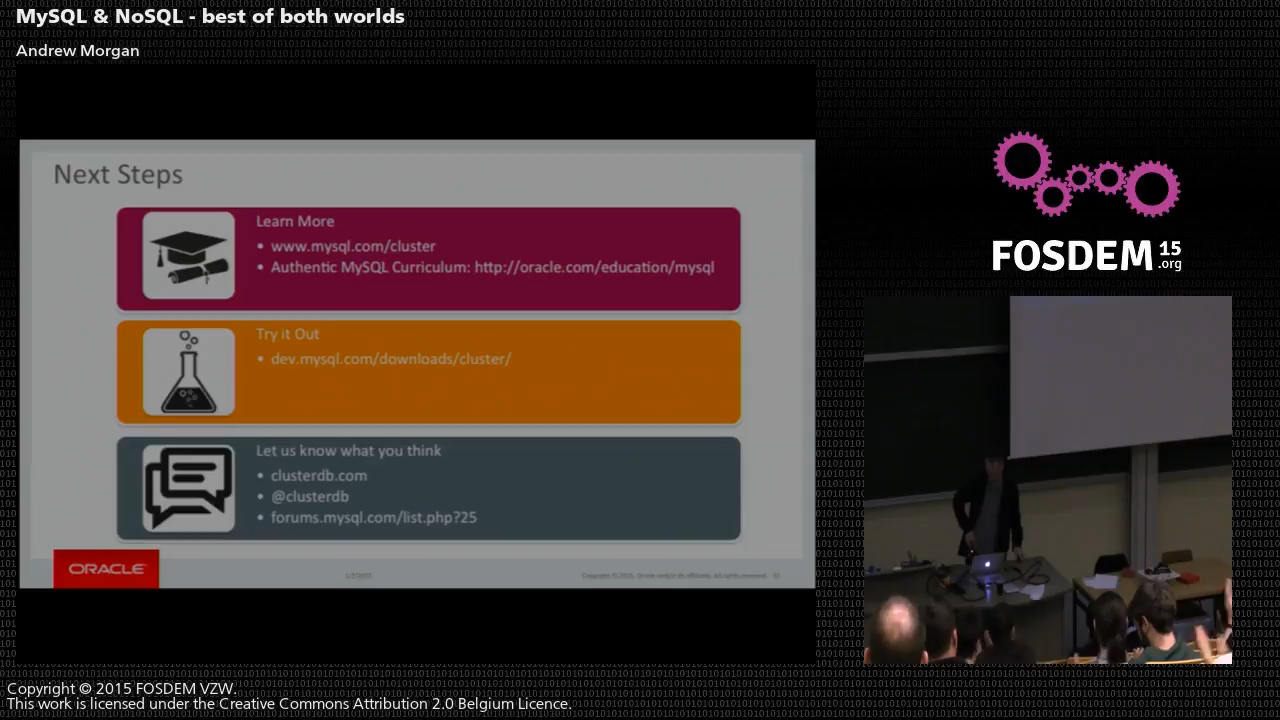 MySQL & NoSQL - best of both worlds
Andrew Morgan
Next Steps
Learn More
• www.mysql.com/cluster
• Authentic MySQL Curriculum: http://oracle.com/education/mysql
Try it Out
• dev.mysql.com/downloads/cluster/
Let us know what you think
• clusterdb.com
• @clusterdb
• forums.mysql.com/list.php?25
ORACLE
FOSDEM 15
.org
Copyright © 2015 FOSDEM VZW.
This work is licensed under the Creative Commons Attribution 2.0 Belgium Licence.